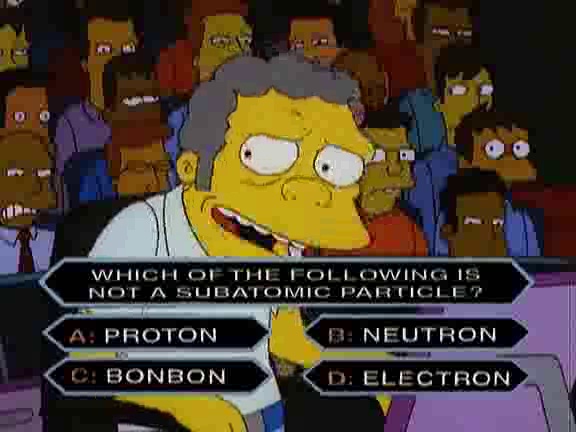 WHICH OF THE FOLLOWING IS
NOT A SUBATOMIC PARTICLE?
A: PROTON
B: NEUTRON
C: BONBON
D: ELECTRON